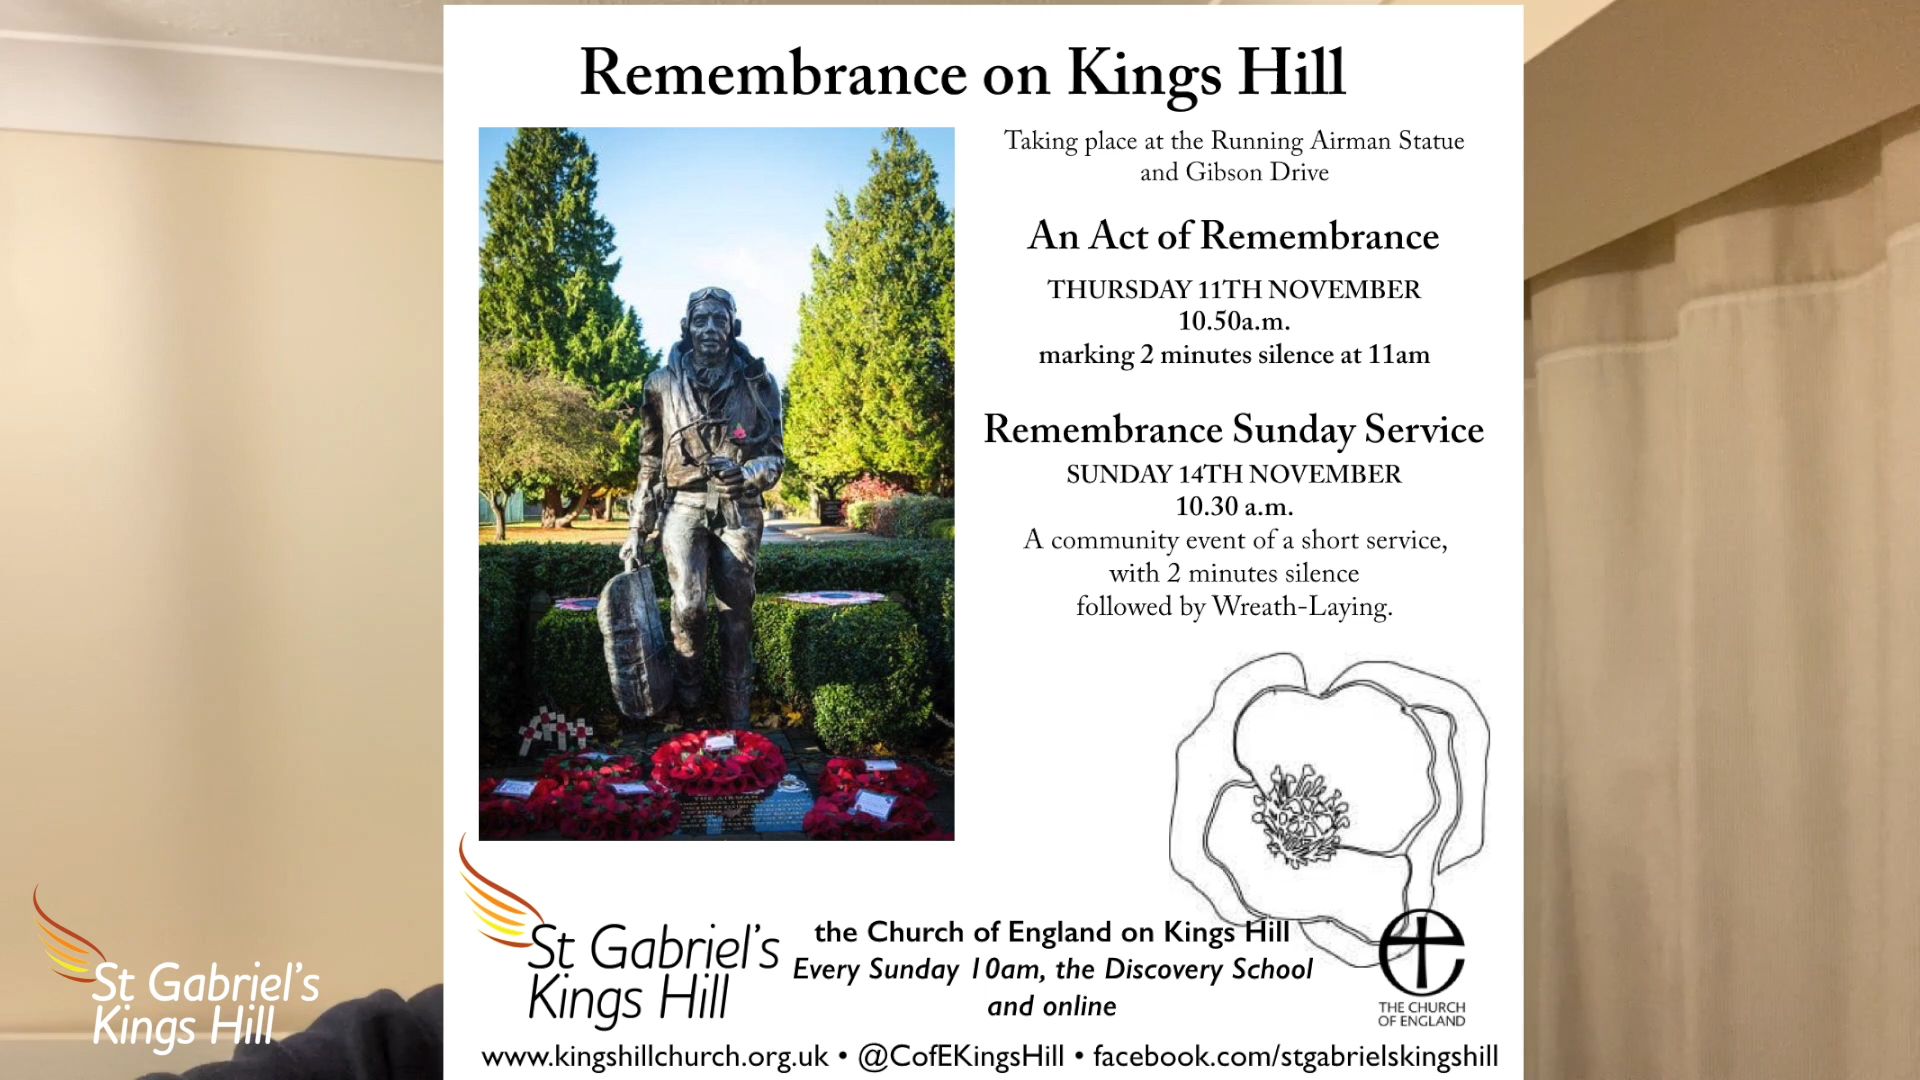 Remembrance on Kings Hill
Taking place at the Running Airman Statue
and Gibson Drive
An Act of Remembrance
THURSDAY 11TH NOVEMBER
10.50a.m.
marking 2 minutes silence at 11am
Remembrance Sunday Service
SUNDAY 14TH NOVEMBER
10.30 a.m.
A community event of a short service,
with 2 minutes silence
followed by Wreath-Laying.
THE AIRMAN
St Gabriel's
Kings Hill
the Church of England on Kings Hill
Every Sunday 10am, the Discovery School
and online
THE CHURCH
OF ENGLAND
www.kingshillchurch.org.uk • @CofEKingsHill • facebook.com/stgabrielskingshill
St Gabriel's
Kings Hill